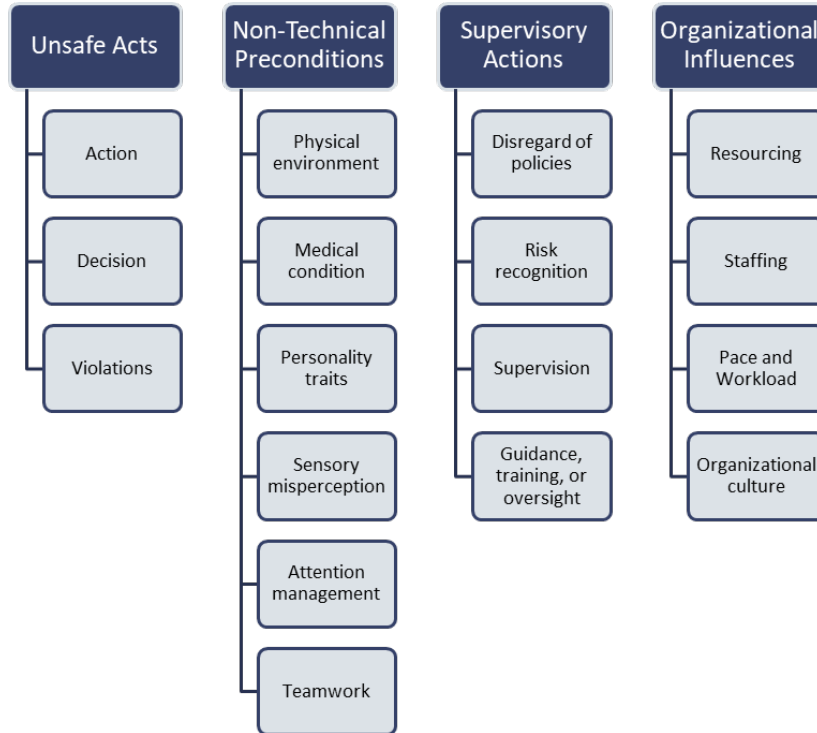 Unsafe Acts
Action
Decision
Violations
Non-Technical
Preconditions
Physical
environment
Medical
condition
Personality
traits
Sensory
misperception
Attention
management
Teamwork
Supervisory
Actions
Disregard of
policies
Risk
recognition
Supervision
Guidance,
training, or
oversight
Organizational
Influences
Resourcing
Staffing
Pace and
Workload
Organizational
culture